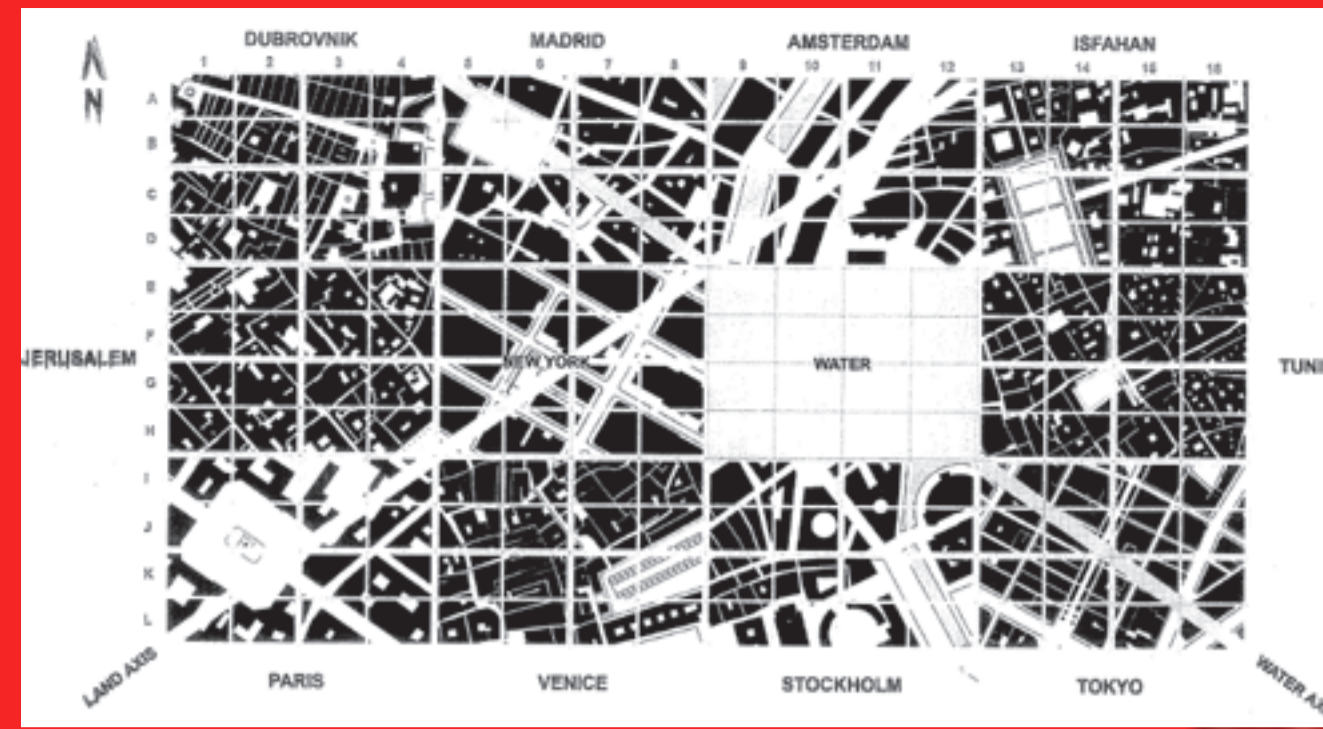 DUBROVNIK MADRID AMSTERDAM ISFAHAN
1 2 3 4 5 6 7 8 9 10 11 12 13 14 15 16
N
A
B
C
D
E
F
JERUSALEM NEW YORK WATER TUNI
G
H
I
J
K
L
LAND AXIS PARIS VENICE STOCKHOLM TOKYO WATER AXI